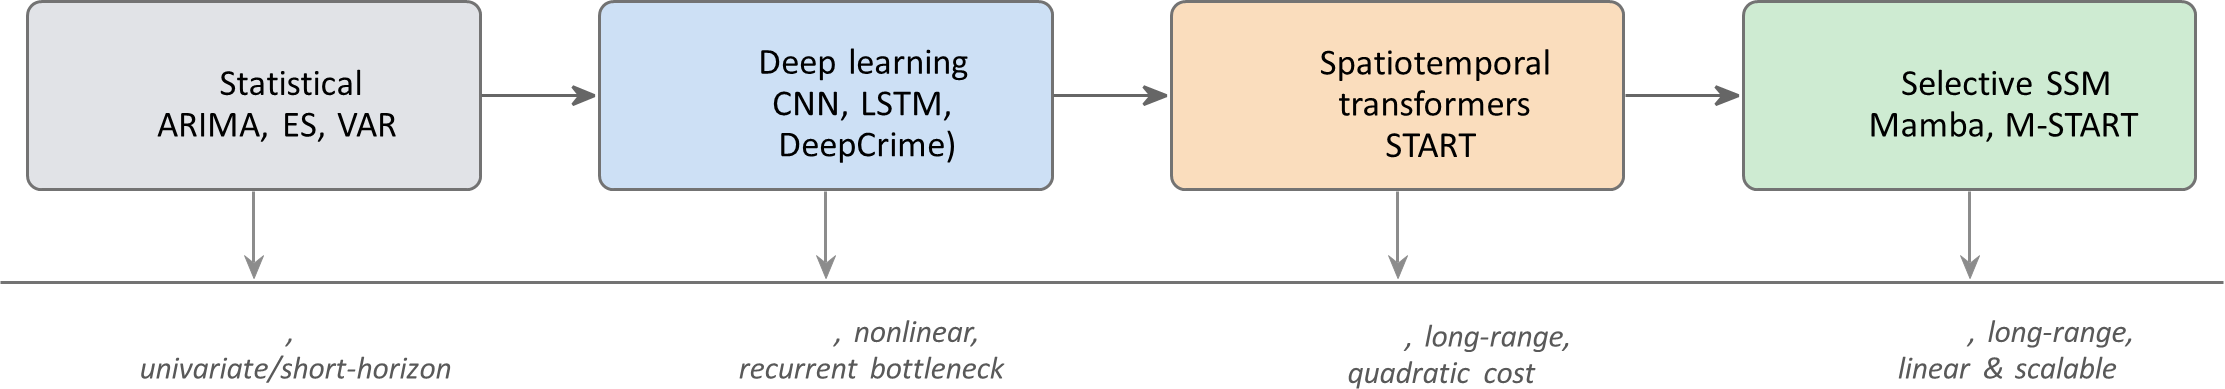 Statistical
ARIMA, ES, VAR
Deep learning
CNN, LSTM,
DeepCrime)
Spatiotemporal
transformers
START
Selective SSM
Mamba, M-START
,
univariate/short-horizon
, nonlinear,
recurrent bottleneck
, long-range,
quadratic cost
, long-range,
linear & scalable